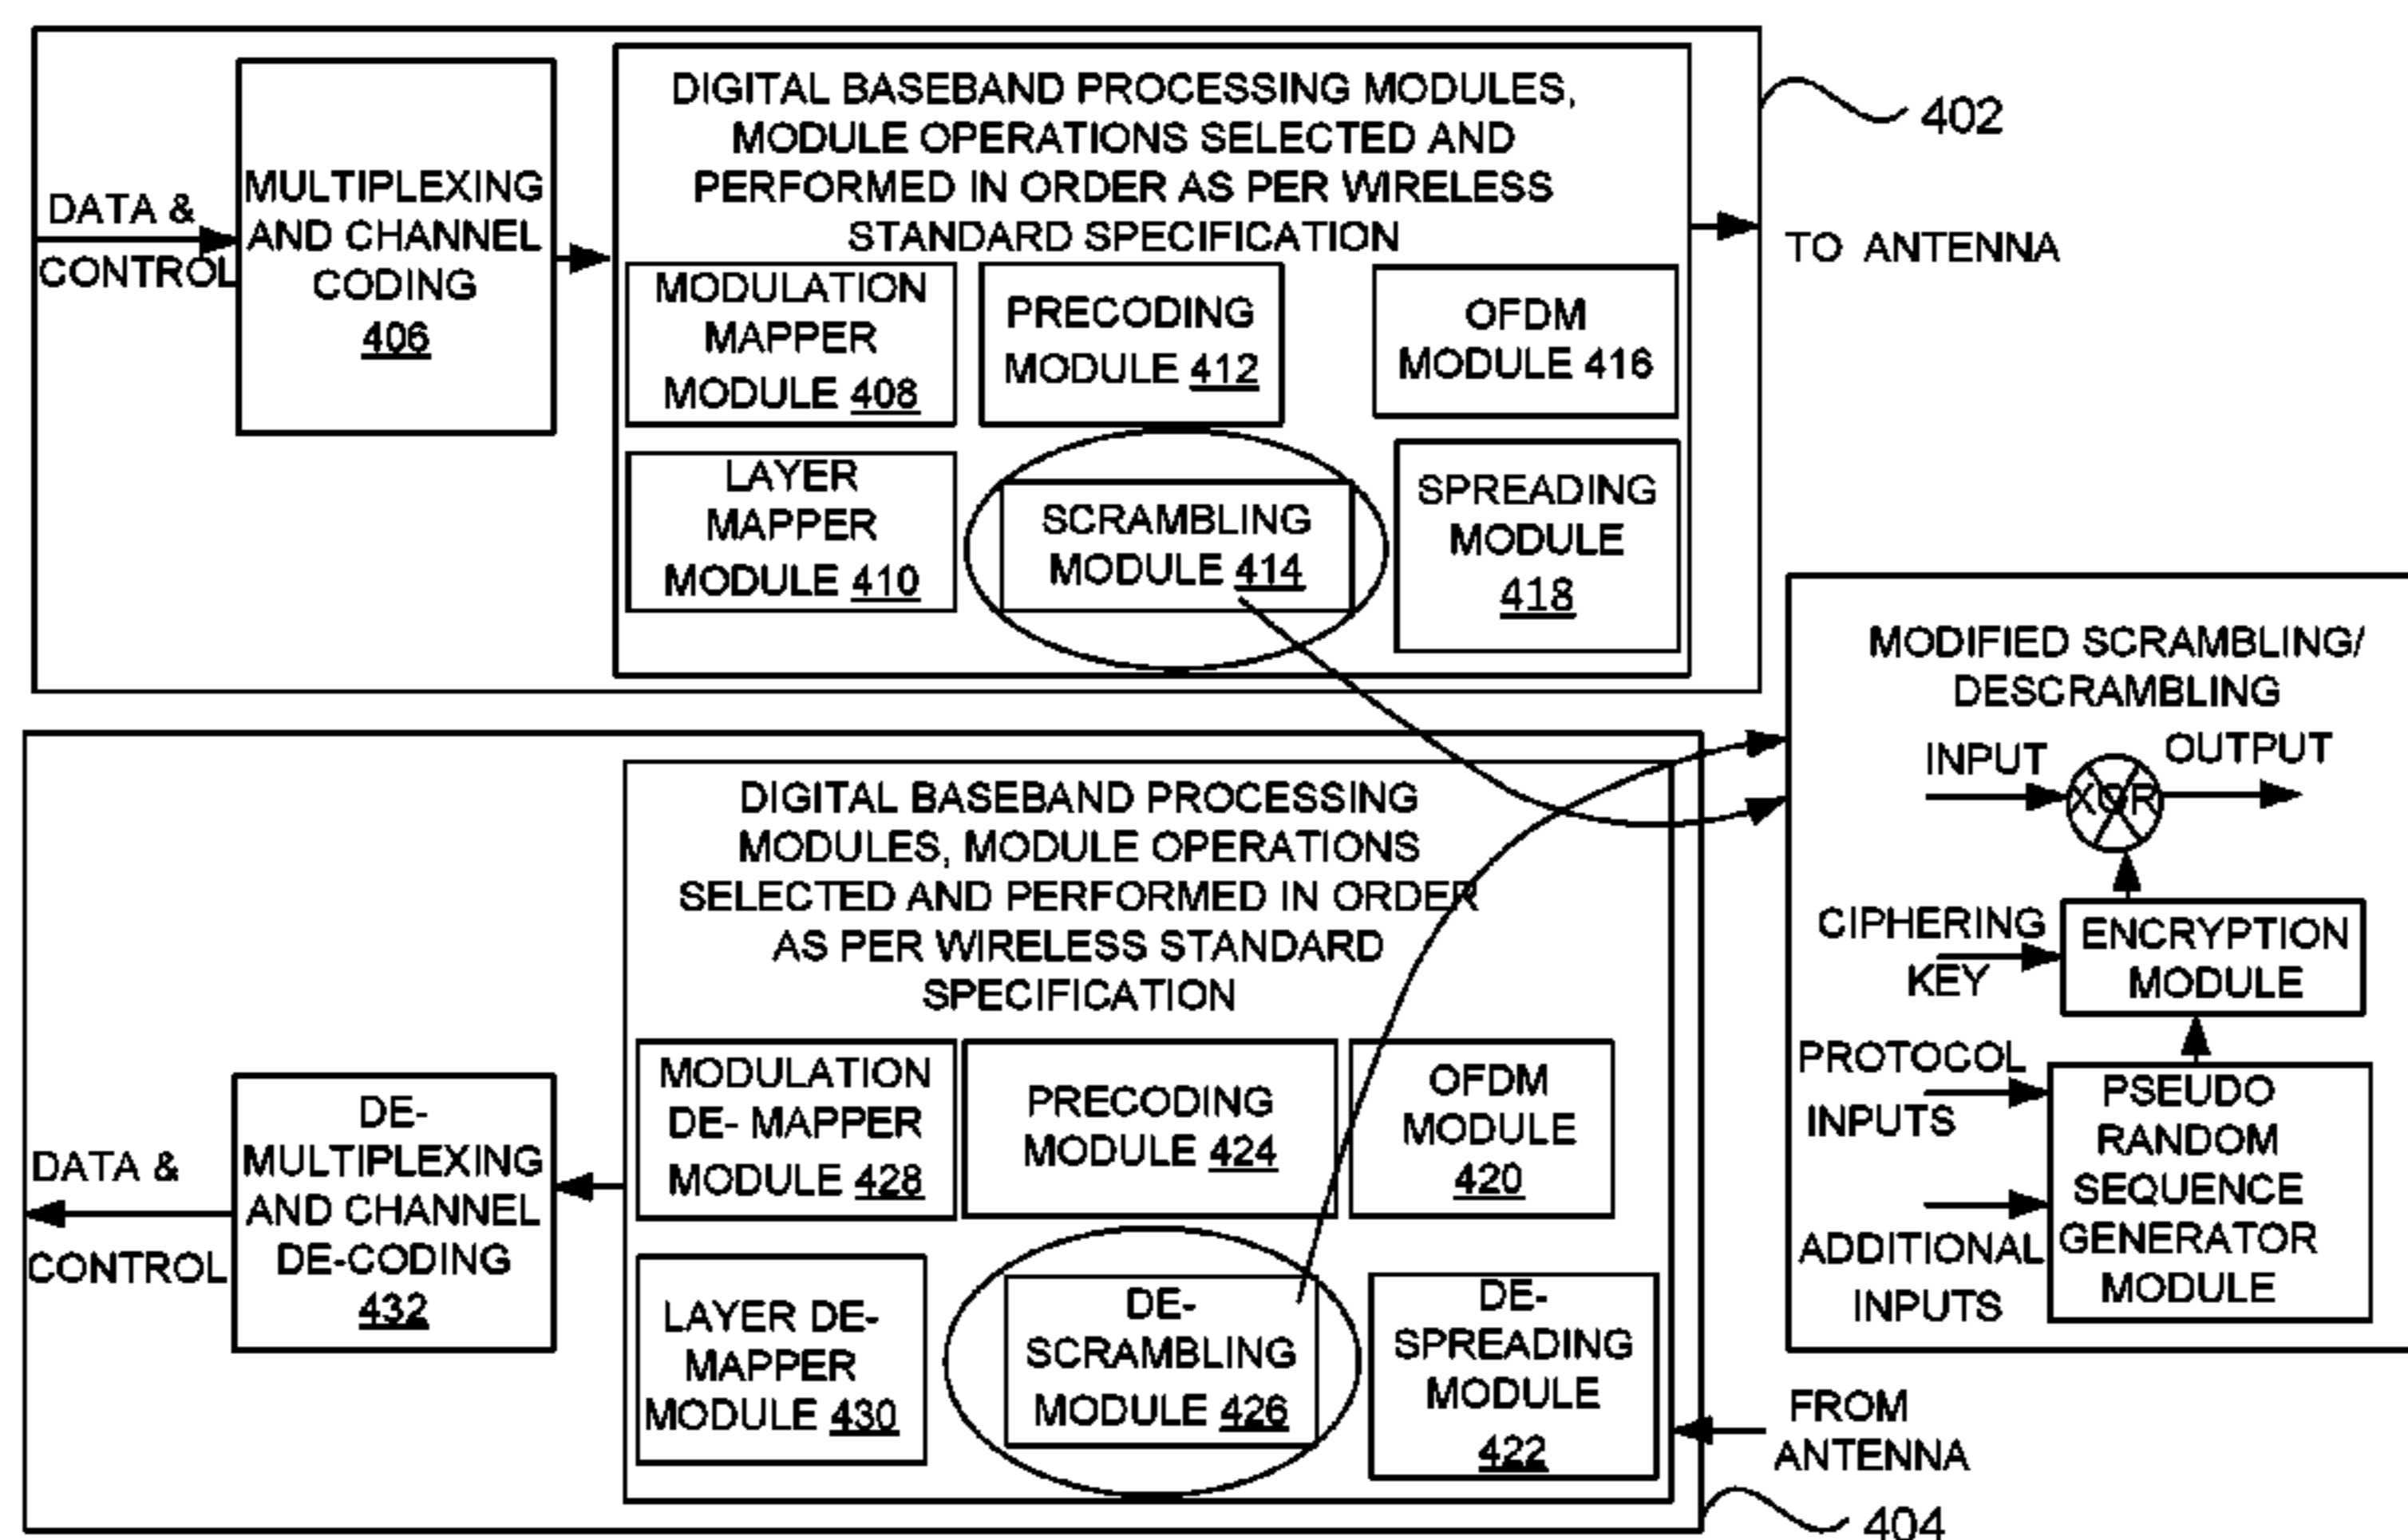 DATA &
CONTROL
MULTIPLEXING
AND CHANNEL
CODING
406
DIGITAL BASEBAND PROCESSING MODULES,
MODULE OPERATIONS SELECTED AND
PERFORMED IN ORDER AS PER WIRELESS
STANDARD SPECIFICATION
MODULATION
MAPPER
MODULE 408
PRECODING
MODULE 412
OFDM
MODULE 416
LAYER
MAPPER
MODULE 410
SCRAMBLING
MODULE 414
SPREADING
MODULE
418
402
TO ANTENNA
MODIFIED SCRAMBLING/
DESCRAMBLING
INPUT
OUTPUT
XOR
CIPHERING
KEY
ENCRYPTION
MODULE
PROTOCOL
INPUTS
ADDITIONAL
INPUTS
PSEUDO
RANDOM
SEQUENCE
GENERATOR
MODULE
DIGITAL BASEBAND PROCESSING
MODULES, MODULE OPERATIONS
SELECTED AND PERFORMED IN ORDER
AS PER WIRELESS STANDARD
SPECIFICATION
MODULATION
DE- MAPPER
MODULE 428
PRECODING
MODULE 424
OFDM
MODULE
420
LAYER DE-
MAPPER
MODULE 430
DE-
SCRAMBLING
MODULE 426
DE-
SPREADING
MODULE
422
DE-
MULTIPLEXING
AND CHANNEL
DE-CODING
432
DATA &
CONTROL
FROM
ANTENNA
404